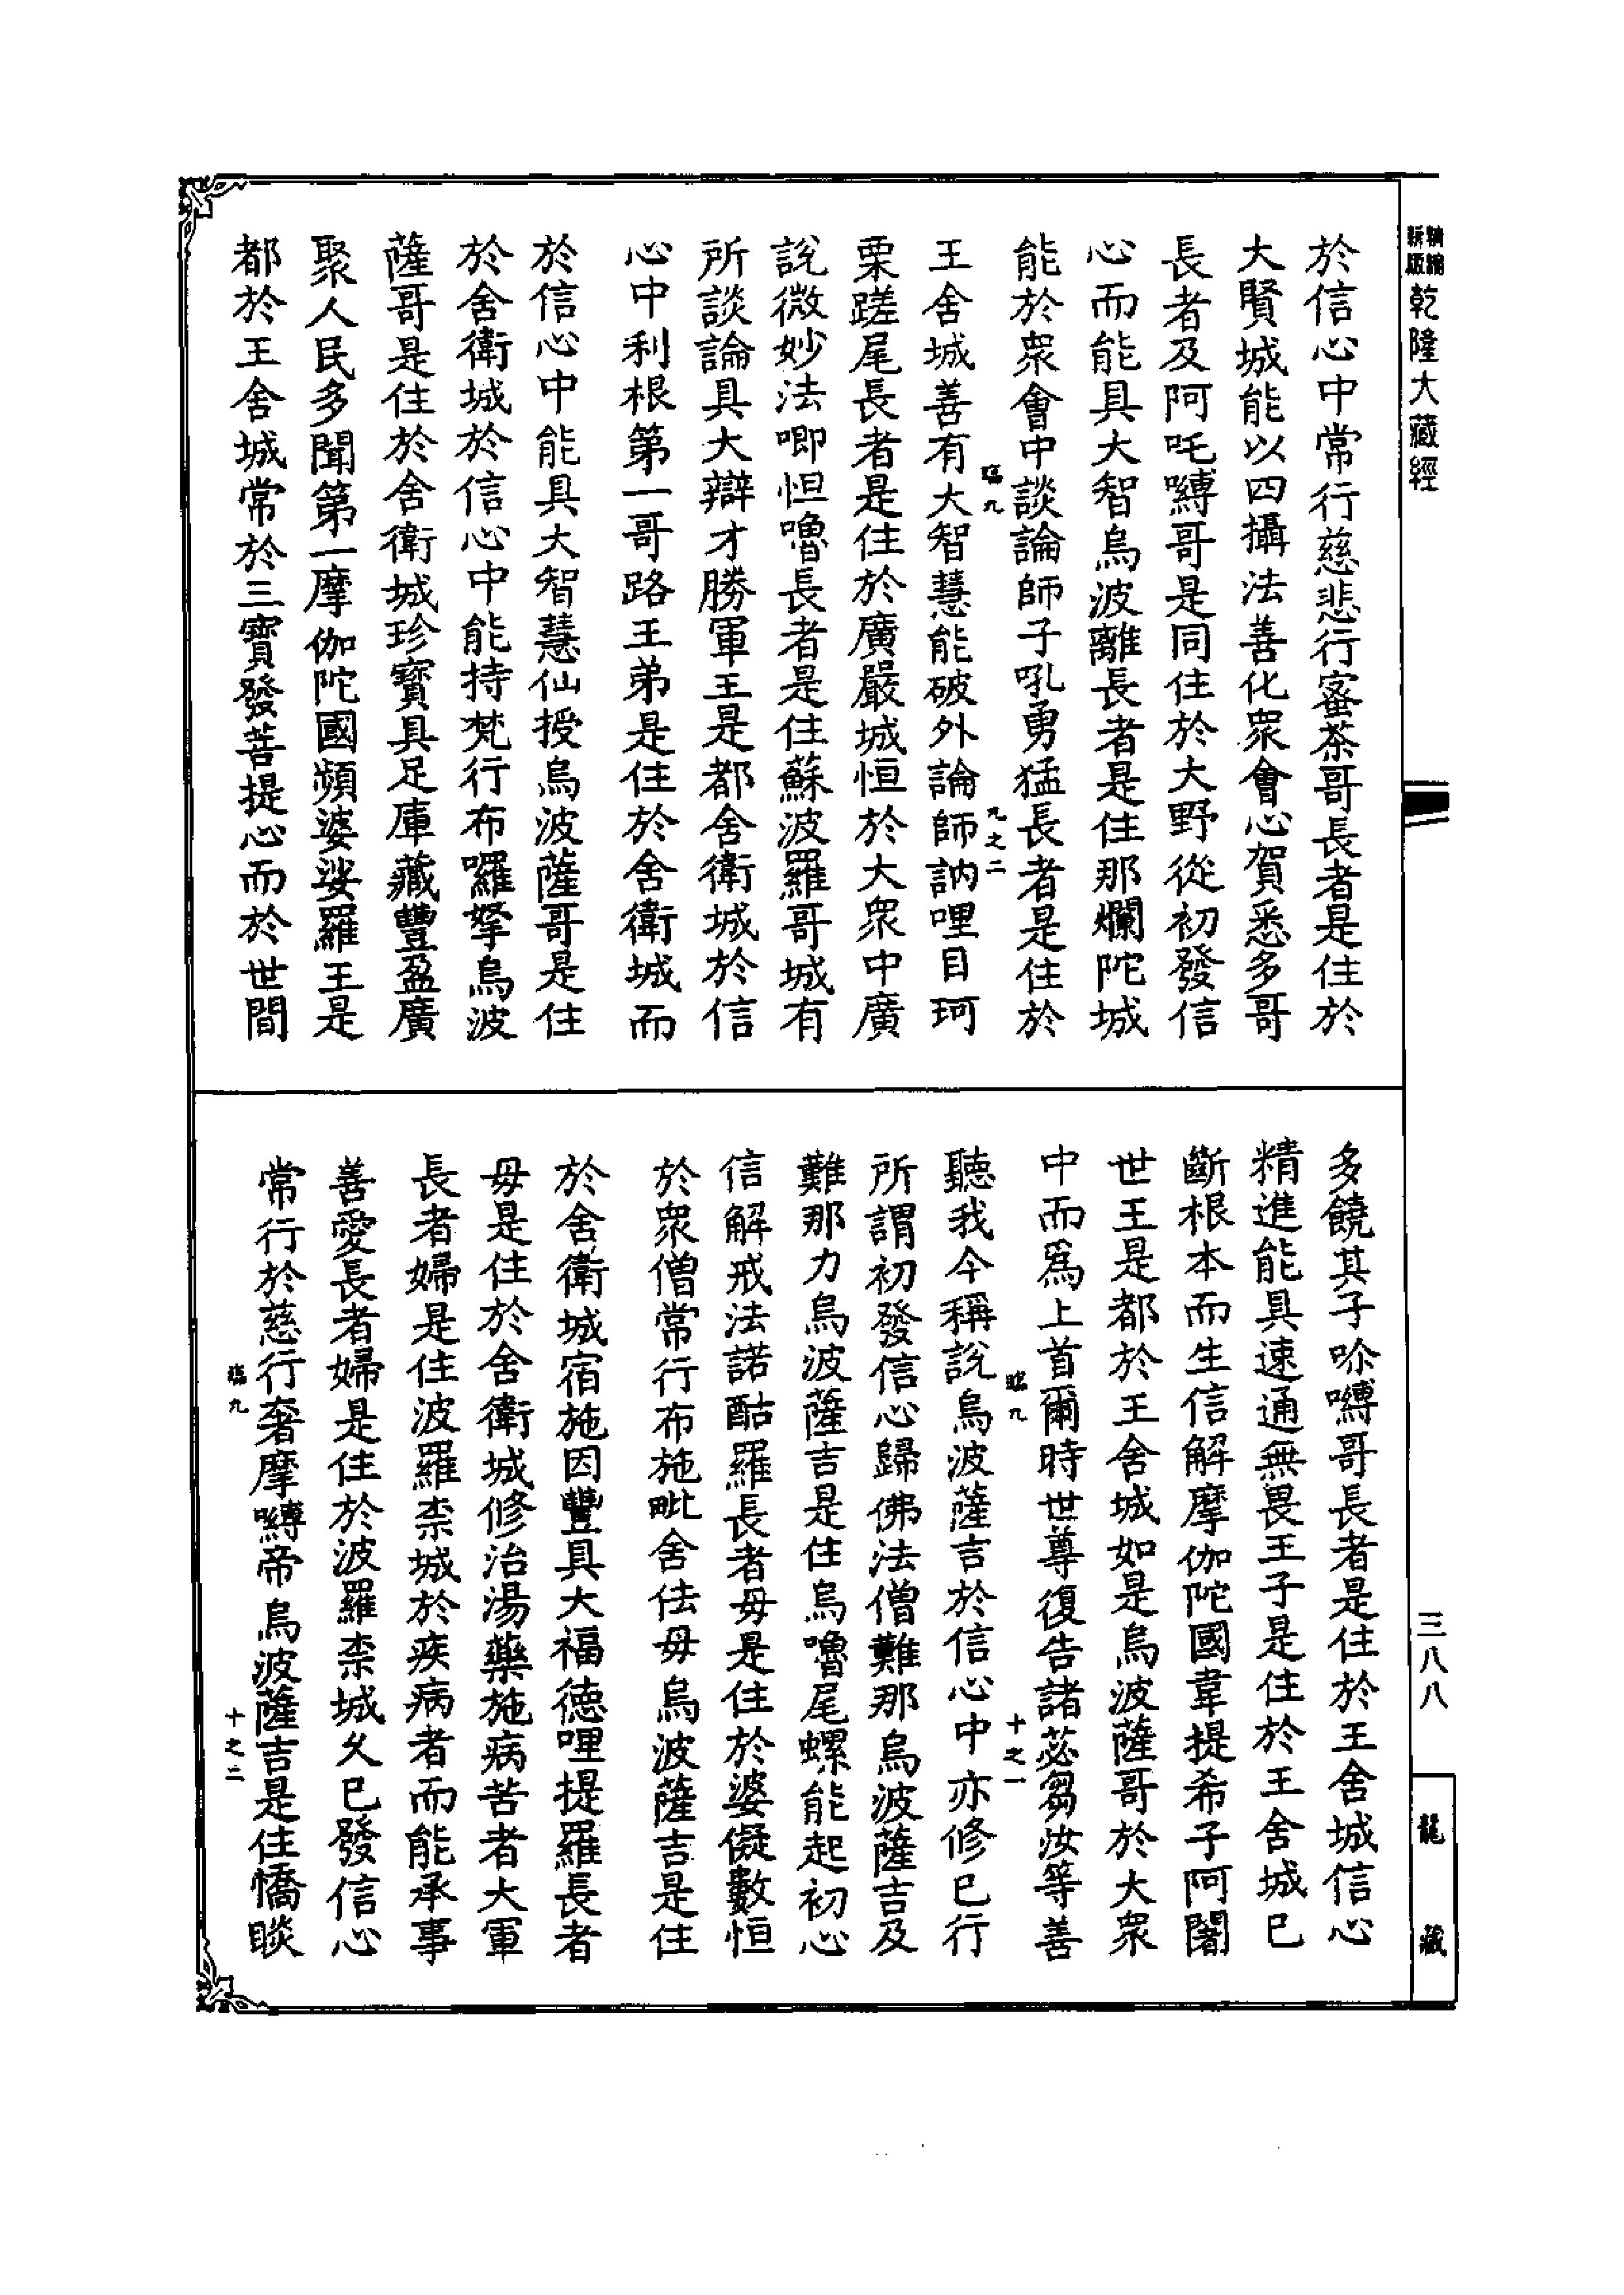 精編
新版
乾隆大藏經
於信心中常行慈悲行蜜荼哥長者是住於
大賢城能以四攝法善化眾會心賀悉多哥
長者及阿吒嚩哥是同住於大野從初發信
心而能具大智烏波離長者是住那爛陀城
能於眾會中談論師子吼勇猛長者是住於
臨九
九之二
王舍城善有大智慧能破外論師訥哩目珂
栗蹉尾長者是住於廣嚴城恒於大眾中廣
說微妙法唧怛嚕長者是住蘇波羅哥城有
所談論具大辯才勝軍王是都舍衛城於信
心中利根第一哥路王弟是住於舍衛城而
於信心中能具大智慧仙授烏波薩哥是住
於舍衛城於信心中能持梵行布囉拏烏波
薩哥是住於舍衛城珍寶具足庫藏豐盈廣
聚人民多聞第一摩伽陀國頻婆娑羅王是
都於王舍城常於三寶發菩提心而於世間
多饒其子㖠嚩哥長者是住於王舍城信心
精進能具速通無畏王子是住於王舍城已
斷根本而生信解摩伽陀國韋提希子阿闍
世王是都於王舍城如是烏波薩哥於大眾
中而為上首爾時世尊復告諸苾芻汝等善
臨九
十之一
聽我今稱說烏波薩吉於信心中亦修已行
所謂初發信心歸佛法僧難那烏波薩吉及
難那力烏波薩吉是住烏嚕尾螺能起初心
信解戒法諾酤羅長者母是住於婆儗數恒
於眾僧常行布施毗舍佉母烏波薩吉是住
於舍衛城宿施因豐具大福德哩提羅長者
母是住於舍衛城修治湯藥施病苦者大軍
長者婦是住波羅柰城於疾病者而能承事
善愛長者婦是住於波羅柰城久已發信心
常行於慈行奢摩嚩帝烏波薩吉是住憍睒
臨九
十之二
三八八
龍藏